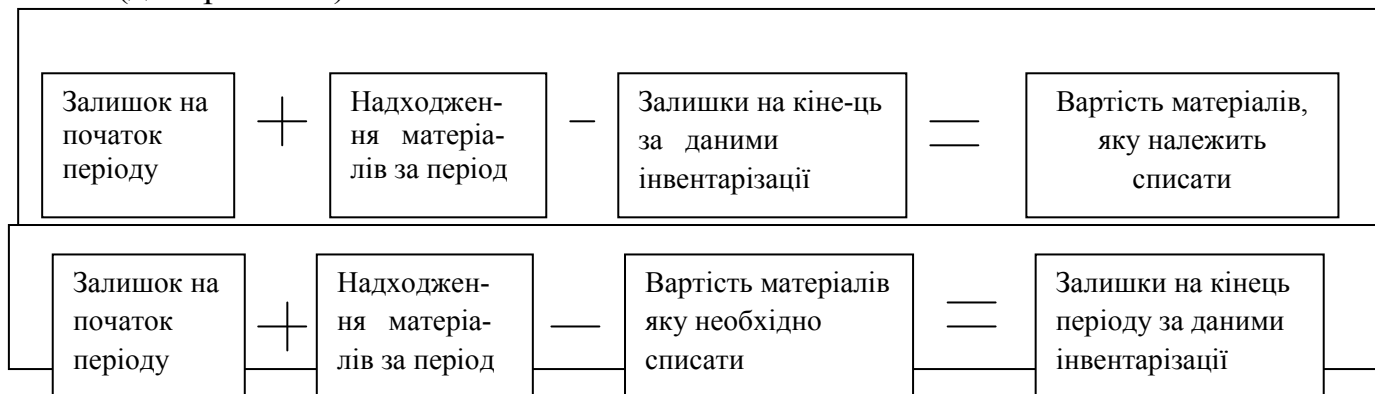 Залишок на
початок
періоду
+
Надходжен-
ня матеріа-
лів за період
−
Залишки на кіне-ць
за даними
інвентарізації
=
Вартість матеріалів,
яку належить
списати
Залишок на
початок
періоду
+
Надходжен-
ня матеріа-
лів за період
−
Вартість матеріалів
яку необхідно
списати
=
Залишки на кінець
періоду за даними
інвентарізації